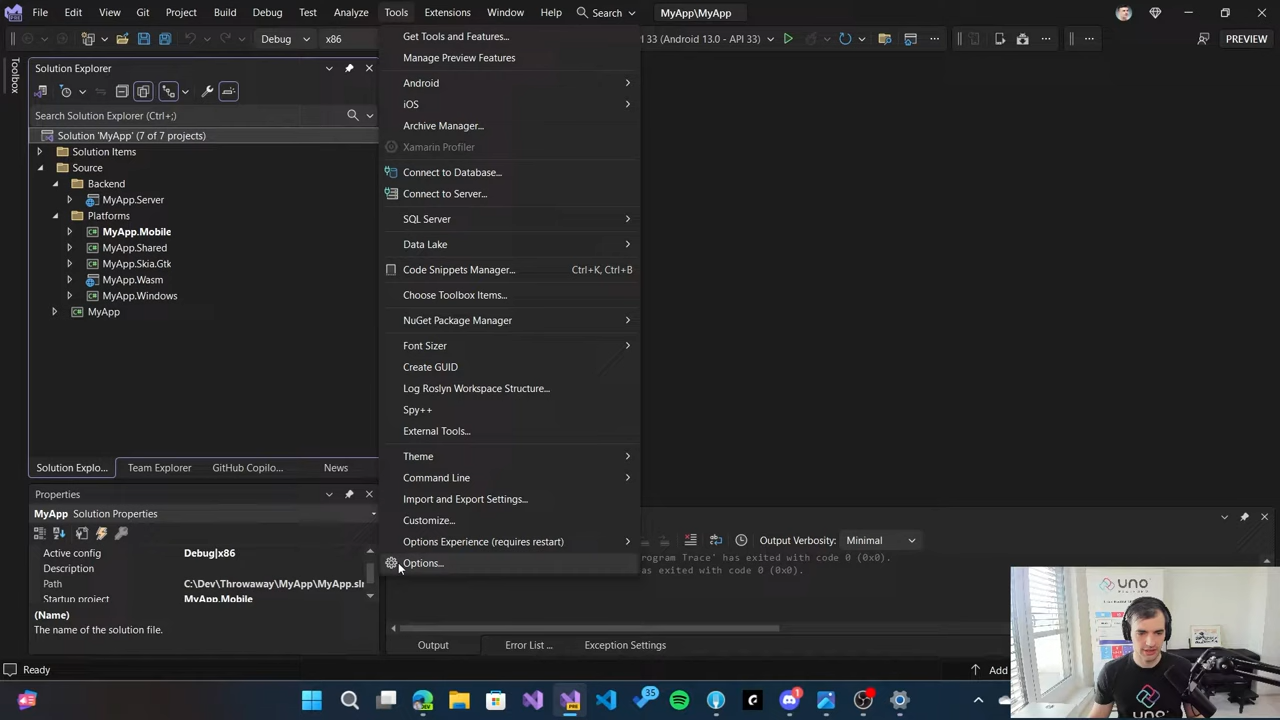 File Edit View Git Project Build Debug Test Analyze Tools Extensions Window Help Search MyApp\MyApp
Debug x86 I 33 (Android 13.0 - API 33) PREVIEW
Toolbox
Solution Explorer
Search Solution Explorer (Ctrl+;)
Solution 'MyApp' (7 of 7 projects)
Solution Items
Source
Backend
MyApp.Server
Platforms
MyApp.Mobile
MyApp.Shared
MyApp.Skia.Gtk
MyApp.Wasm
MyApp.Windows
MyApp
Solution Explo... Team Explorer GitHub Copilo... News
Properties
MyApp Solution Properties
Active config Debug|x86
Description
Path C:\Dev\Throwaway\MyApp\MyApp.sln
Startup project MyApp.Mobile
(Name)
The name of the solution file.
Get Tools and Features...
Manage Preview Features
Android
iOS
Archive Manager...
Xamarin Profiler
Connect to Database...
Connect to Server...
SQL Server
Data Lake
Code Snippets Manager... Ctrl+K, Ctrl+B
Choose Toolbox Items...
NuGet Package Manager
Font Sizer
Create GUID
Log Roslyn Workspace Structure...
Spy++
External Tools...
Theme
Command Line
Import and Export Settings...
Customize...
Options Experience (requires restart)
Options...
Output Verbosity: Minimal
rogram Trace' has exited with code 0 (0x0).
has exited with code 0 (0x0).
Output Error List ... Exception Settings
Ready Add
uno
PLATFORM
35
1
PRE
uno